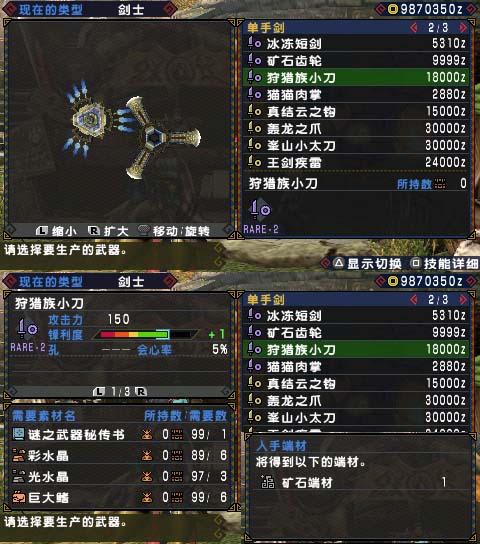 现在的类型 剑士
9870350z
单手剑 2/3
冰冻短剑 5310z
矿石齿轮 9999z
狩猎族小刀 18000z
猫猫肉掌 2880z
真结云之钩 15000z
轰龙之爪 30000z
峯山小太刀 30000z
王剑疾雷 24000z
狩猎族小刀 所持数 0
RARE-2
L 缩小 R 扩大 移动/旋转
请选择要生产的武器。
△显示切换 □技能详细
现在的类型 剑士
9870350z
狩猎族小刀
攻击力 150
锋利度 +1
孔 --- 会心率 5%
RARE-2
L 1/3 R
单手剑 2/3
冰冻短剑 5310z
矿石齿轮 9999z
狩猎族小刀 18000z
猫猫肉掌 2880z
真结云之钩 15000z
轰龙之爪 30000z
峯山小太刀 30000z
需要素材名 所持数/需要数
谜之武器秘传书 0 99/ 1
彩水晶 0 89/ 6
光水晶 0 97/ 3
巨大鳍 0 99/ 6
入手端材
将得到以下的端材。
矿石端材 1
请选择要生产的武器。